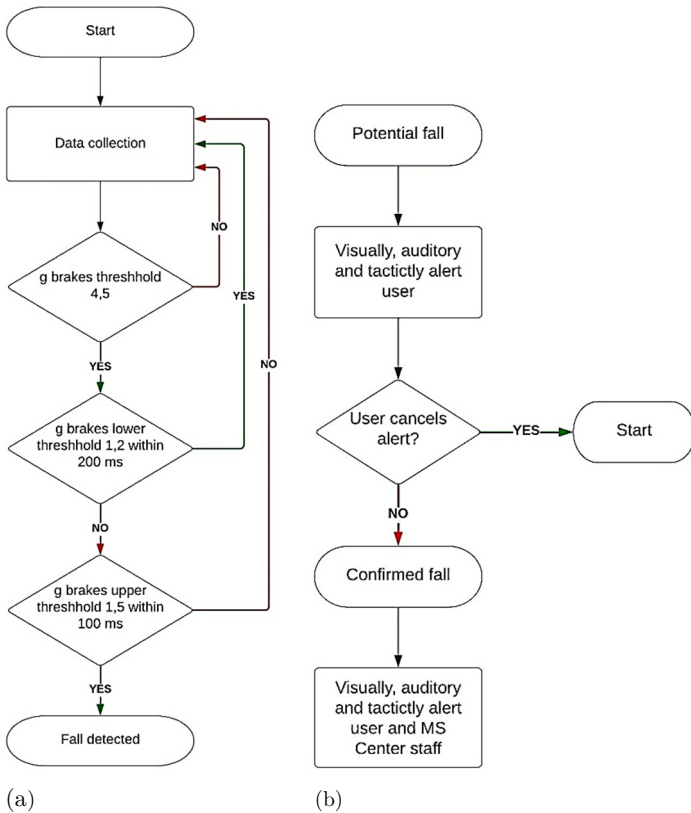 Start
Data collection
NO
g brakes threshhold
4,5
YES
YES
NO
g brakes lower
threshhold 1,2 within
200 ms
NO
g brakes upper
threshhold 1,5 within
100 ms
YES
Fall detected
(a)
Potential fall
Visually, auditory
and tactictly alert
user
User cancels
alert?
YES
Start
NO
Confirmed fall
Visually, auditory
and tactictly alert
user and MS
Center staff
(b)